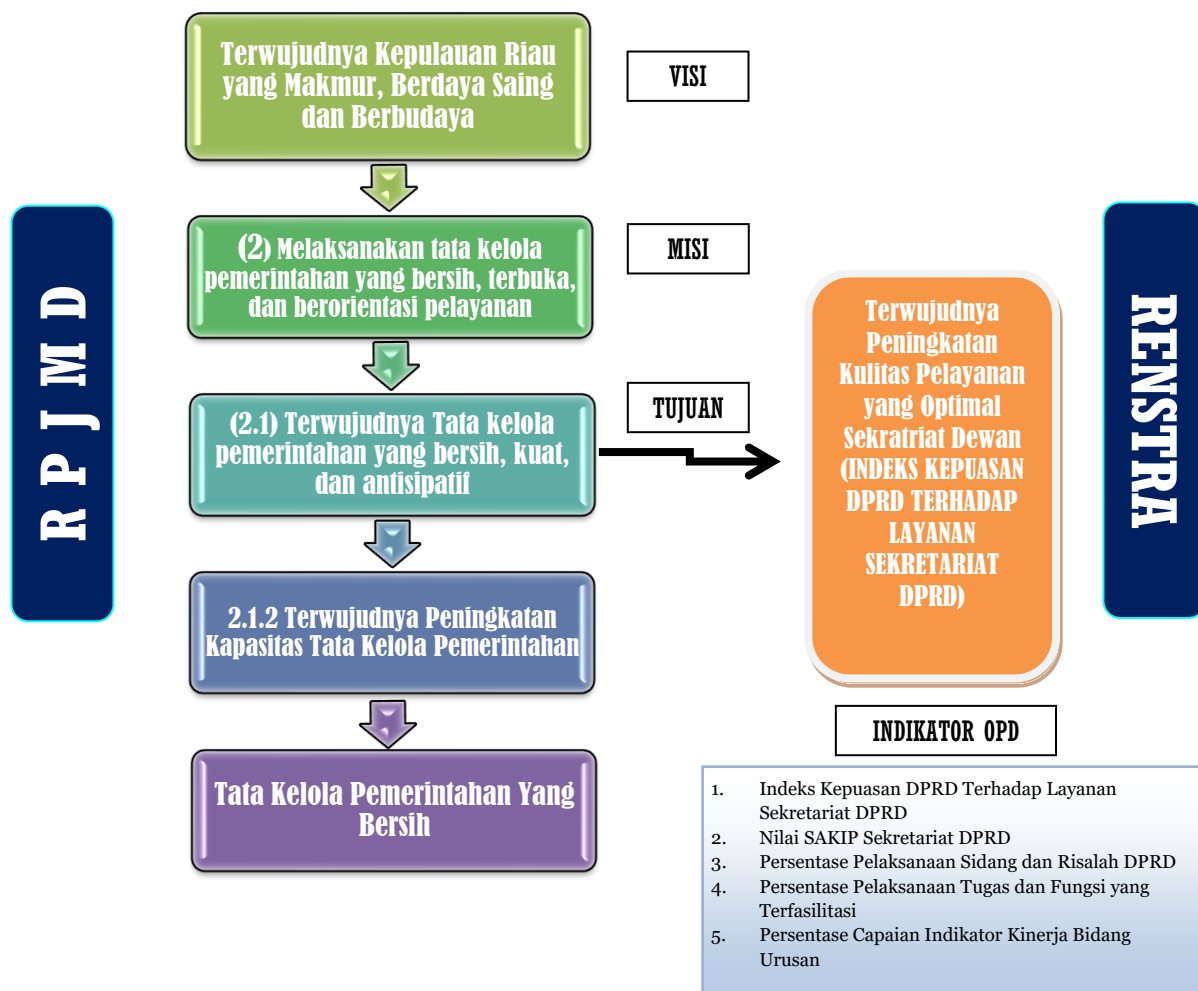 Terwujudnya Kepulauan Riau
yang Makmur, Berdaya Saing
dan Berbudaya
VISI
R P J M D
(2) Melaksanakan tata kelola
pemerintahan yang bersih, terbuka,
dan berorientasi pelayanan
MISI
(2.1) Terwujudnya Tata kelola
pemerintahan yang bersih, kuat,
dan antisipatif
TUJUAN
2.1.2 Terwujudnya Peningkatan
Kapasitas Tata Kelola Pemerintahan
Tata Kelola Pemerintahan Yang
Bersih
Terwujudnya
Peningkatan
Kulitas Pelayanan
yang Optimal
Sekratriat Dewan
(INDEKS KEPUASAN
DPRD TERHADAP
LAYANAN
SEKRETARIAT
DPRD)
RENSTRA
INDIKATOR OPD
1. Indeks Kepuasan DPRD Terhadap Layanan
Sekretariat DPRD
2. Nilai SAKIP Sekretariat DPRD
3. Persentase Pelaksanaan Sidang dan Risalah DPRD
4. Persentase Pelaksanaan Tugas dan Fungsi yang
Terfasilitasi
5. Persentase Capaian Indikator Kinerja Bidang
Urusan